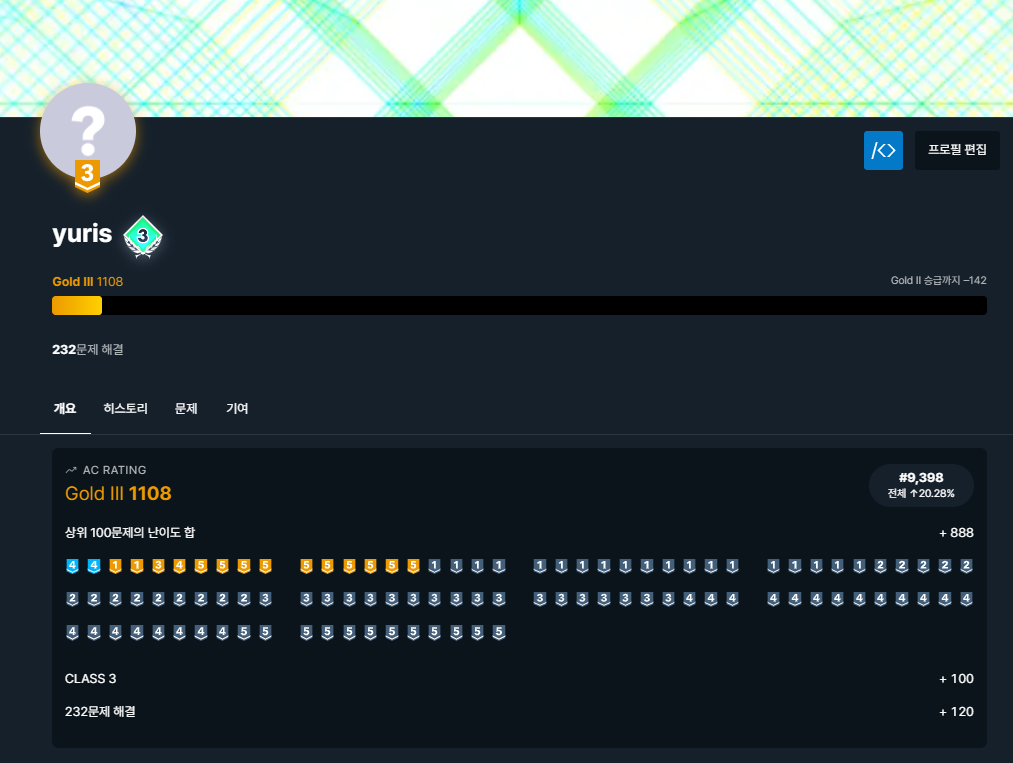 ?
3
/<>
프로필 편집
yuris 3
Gold III 1108
Gold II 승급까지 −142
232문제 해결
개요 히스토리 문제 기여
AC RATING
Gold III 1108
#9,398
전체 ↑20.28%
상위 100문제의 난이도 합 + 888
4 4 1 1 3 4 5 5 5 5 5 5 5 5 5 5 1 1 1 1 1 1 1 1 1 1 1 1 1 1 1 1 1 1 1 2 2 2 2 2
2 2 2 2 2 2 2 2 2 3 3 3 3 3 3 3 3 3 3 3 3 3 3 3 3 3 3 4 4 4 4 4 4 4 4 4 4 4 4 4
4 4 4 4 4 4 4 4 5 5 5 5 5 5 5 5 5 5 5 5
CLASS 3 + 100
232문제 해결 + 120